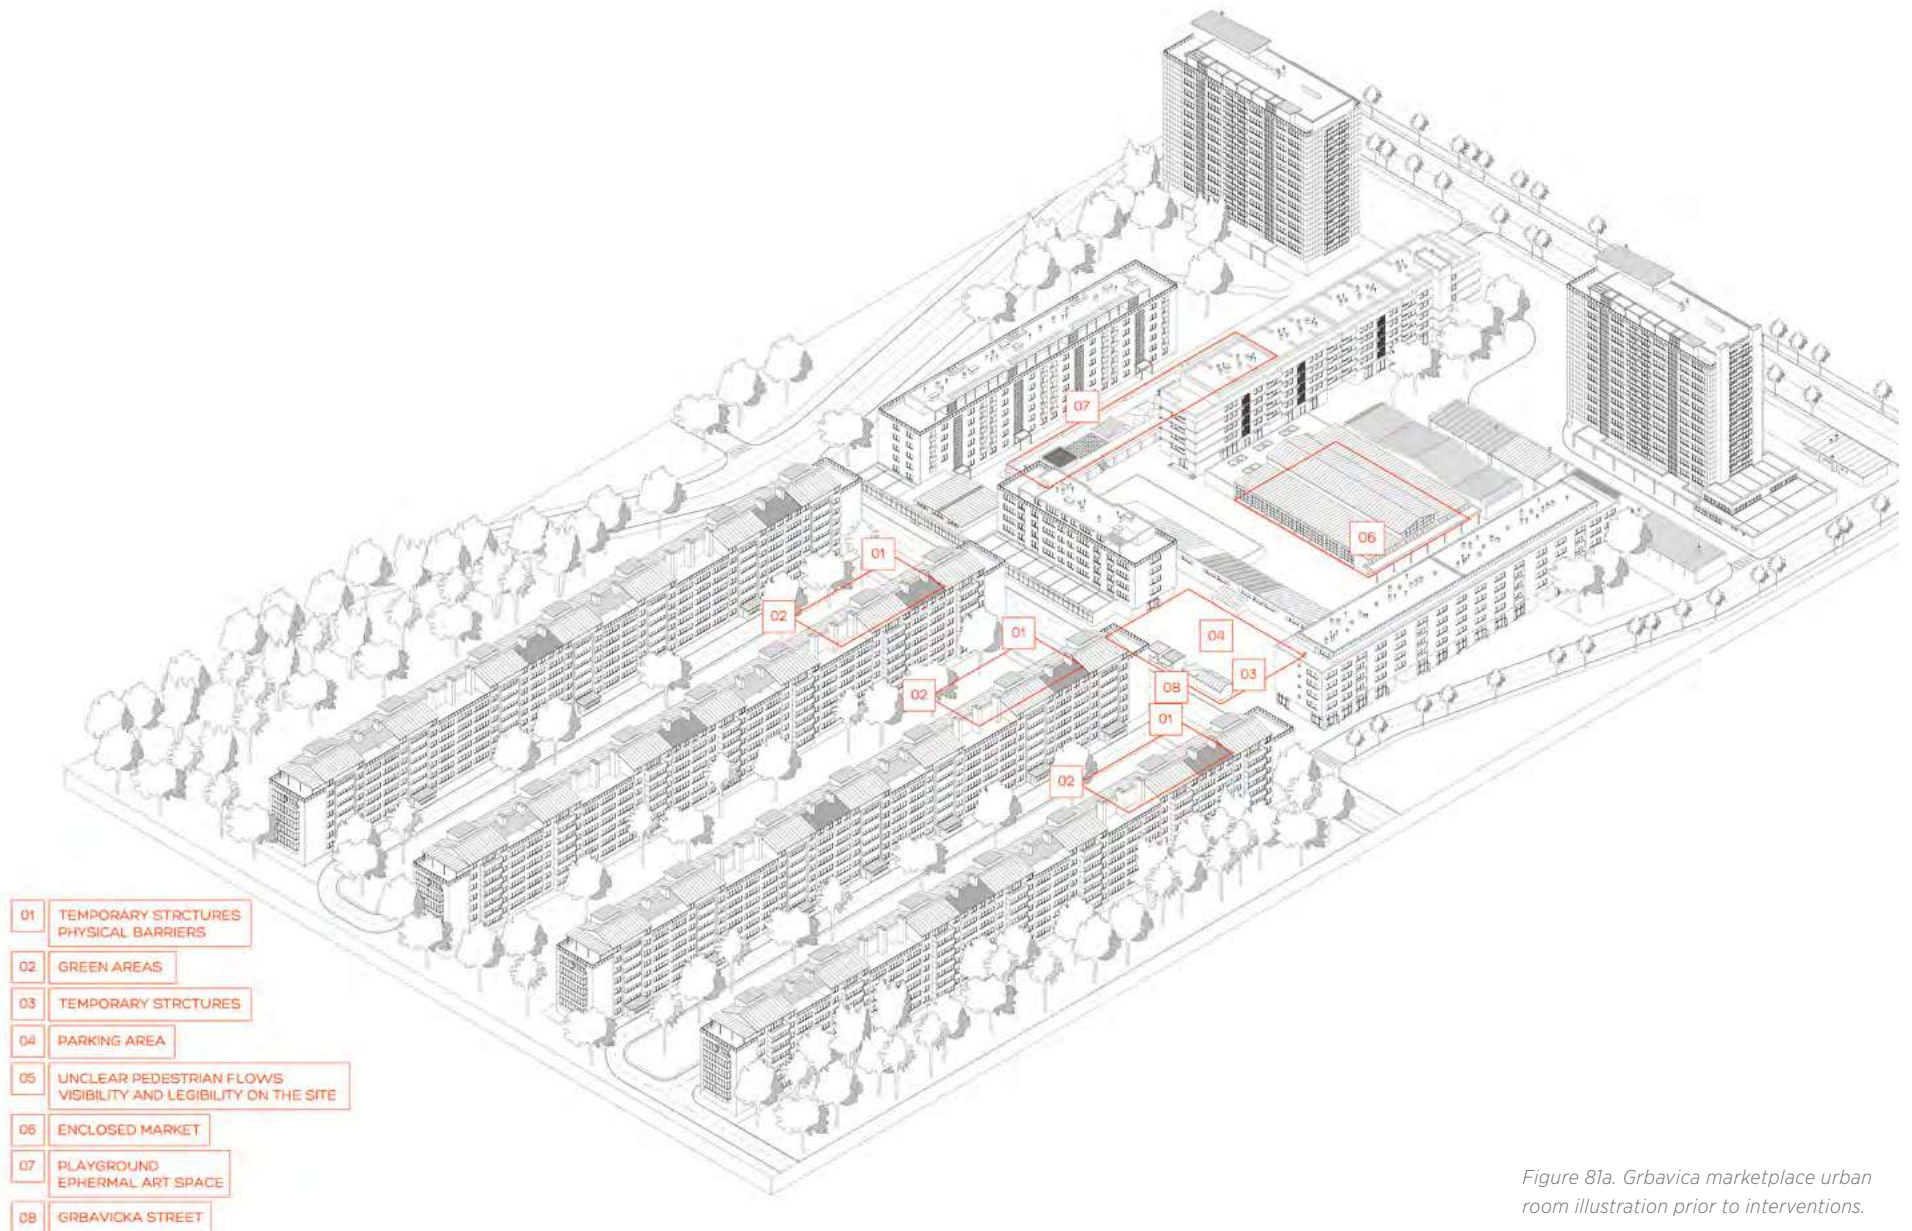 07
06
01
02
04
01
03
02
08
01
02
01 TEMPORARY STRCTURES
PHYSICAL BARRIERS
02 GREEN AREAS
03 TEMPORARY STRCTURES
04 PARKING AREA
05 UNCLEAR PEDESTRIAN FLOWS
VISIBILITY AND LEGIBILITY ON THE SITE
06 ENCLOSED MARKET
07 PLAYGROUND
EPHERMAL ART SPACE
08 GRBAVICKA STREET
Figure 81a. Grbavica marketplace urban
room illustration prior to interventions.